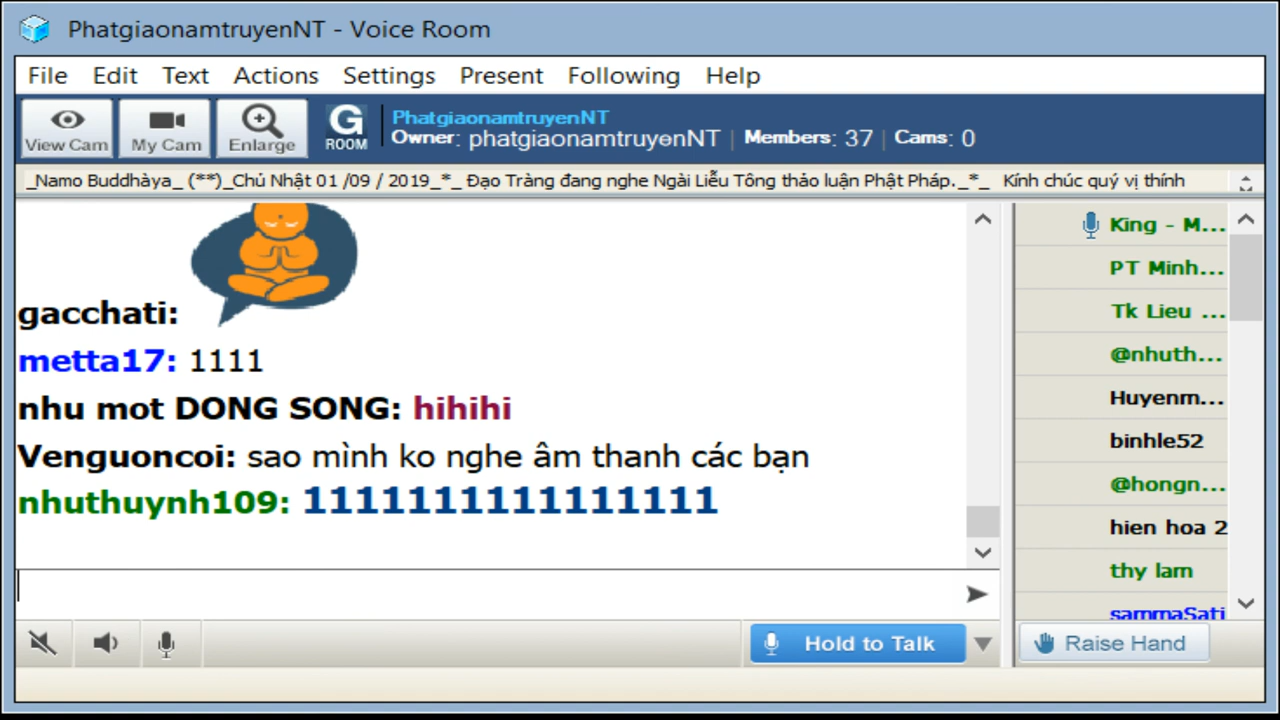 PhatgiaonamtruyenNT - Voice Room
File Edit Text Actions Settings Present Following Help
View Cam My Cam Enlarge G ROOM
PhatgiaonamtruyenNT
Owner: phatgiaonamtruyenNT | Members: 37 | Cams: 0
_Namo Buddhàya_ (**)_Chủ Nhật 01 /09 / 2019_*_ Đạo Tràng đang nghe Ngài Liễu Tông thảo luận Phật Pháp._*_ Kính chúc quý vị thính
gacchati:
metta17: 1111
nhu mot DONG SONG: hihihi
Venguoncoi: sao mình ko nghe âm thanh các bạn
nhuthuynh109: 1111111111111111
King - M...
PT Minh...
Tk Lieu ...
@nhuth...
Huyenm...
binhle52
@hongn...
hien hoa 2
thy lam
sammaSati
Hold to Talk
Raise Hand